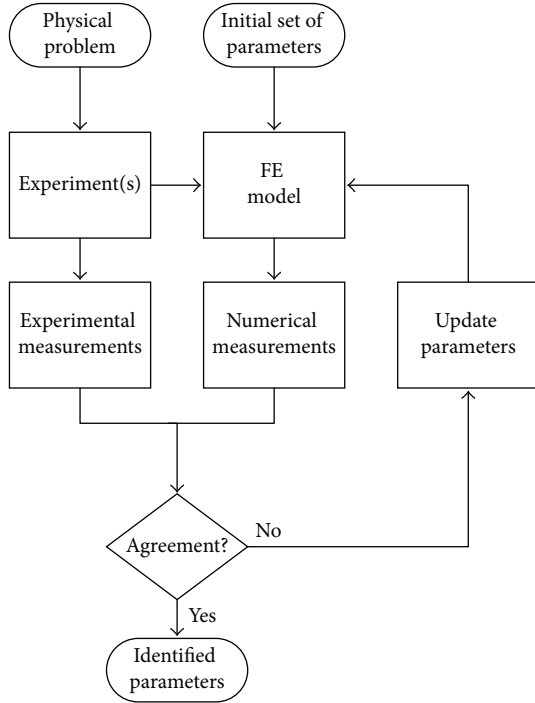 Physical
problem
Initial set of
parameters
Experiment(s)
FE
model
Experimental
measurements
Numerical
measurements
Update
parameters
Agreement?
No
Yes
Identified
parameters